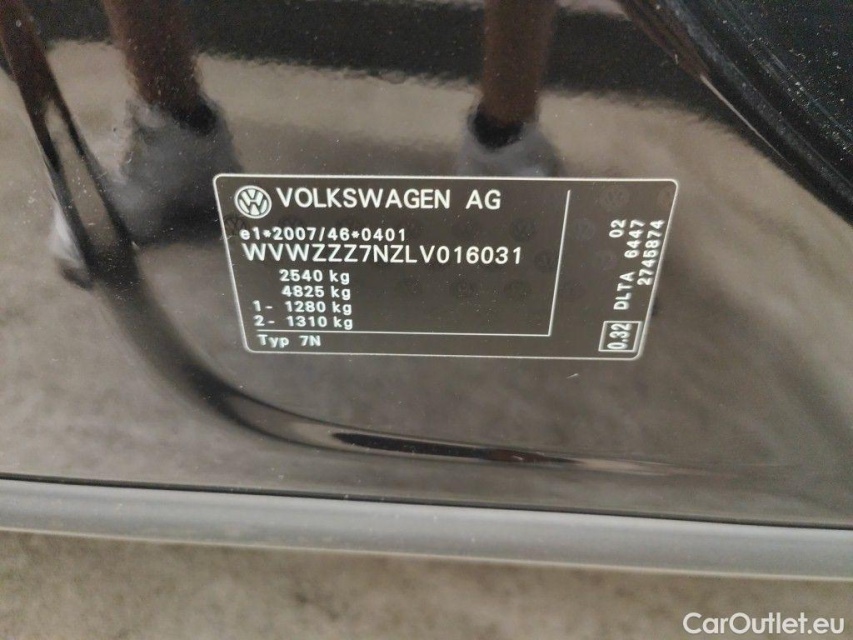 VOLKSWAGEN AG
e1*2007/46*0401
WVWZZZ7NZLV016031
2540 kg
4825 kg
1- 1280 kg
2- 1310 kg
Typ 7N
02
DLTA 6447
2745874
0.32
CarOutlet.eu